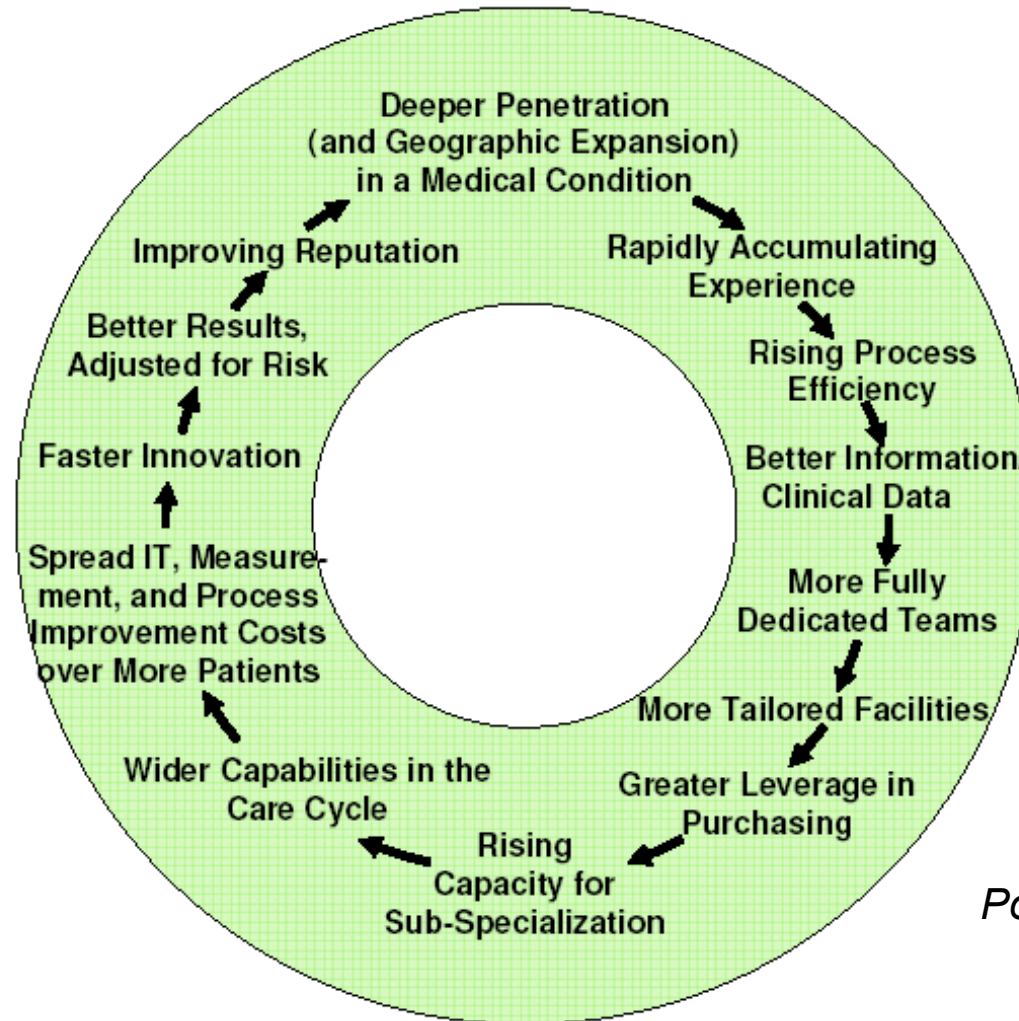 Deeper Penetration
(and Geographic Expansion)
in a Medical Condition
Rapidly Accumulating
Experience
Rising Process
Efficiency
Better Information
Clinical Data
More Fully
Dedicated Teams
More Tailored Facilities
Greater Leverage in
Purchasing
Rising
Capacity for
Sub-Specialization
Wider Capabilities in the
Care Cycle
Spread IT, Measure-
ment, and Process
Improvement Costs
over More Patients
Faster Innovation
Better Results,
Adjusted for Risk
Improving Reputation